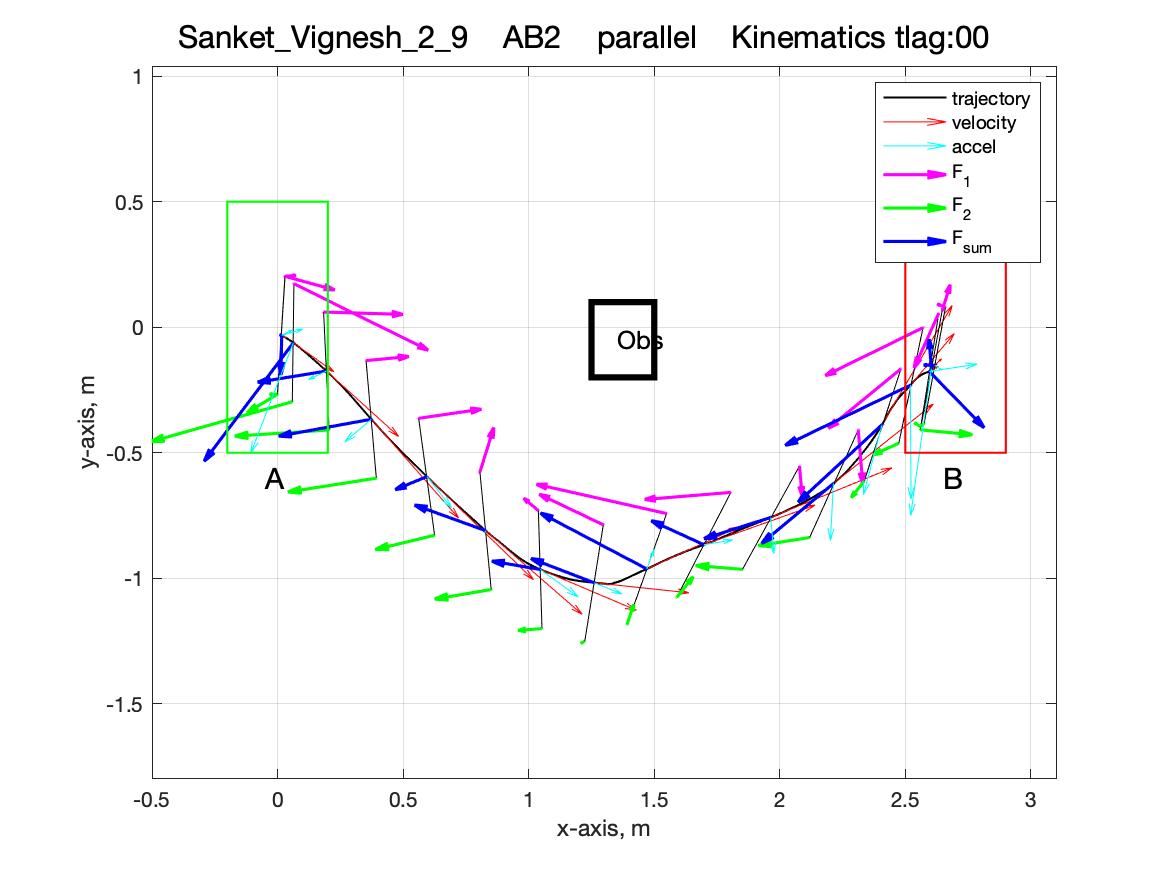 Sanket_Vignesh_2_9 AB2 parallel Kinematics tlag:00
1
0.5
0
-0.5
-1
-1.5
y-axis, m
trajectory
velocity
accel
F1
F2
Fsum
Obs
A
B
-0.5 0 0.5 1 1.5 2 2.5 3
x-axis, m